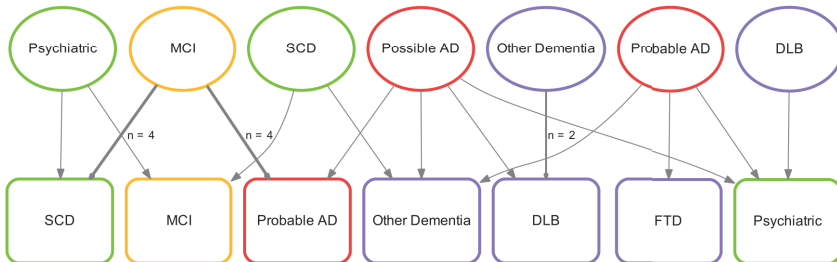 Psychiatric
MCI
SCD
Possible AD
Other Dementia
Probable AD
DLB
n = 4
n = 4
n = 2
SCD
MCI
Probable AD
Other Dementia
DLB
FTD
Psychiatric